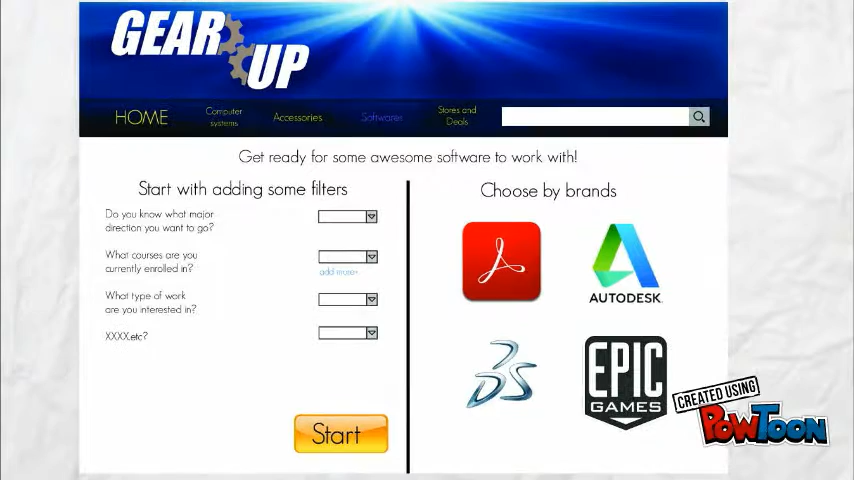 GEAR UP
HOME
Computer
systems
Accessories
Softwares
Stores and
Deals
Get ready for some awesome software to work with!
Start with adding some filters
Do you know what major
direction you want to go?
What courses are you
currently enrolled in?
add more+
What type of work
are you interested in?
XXXX.etc?
Start
Choose by brands
AUTODESK.
DS
EPIC
GAMES
CREATED USING
POWTOON